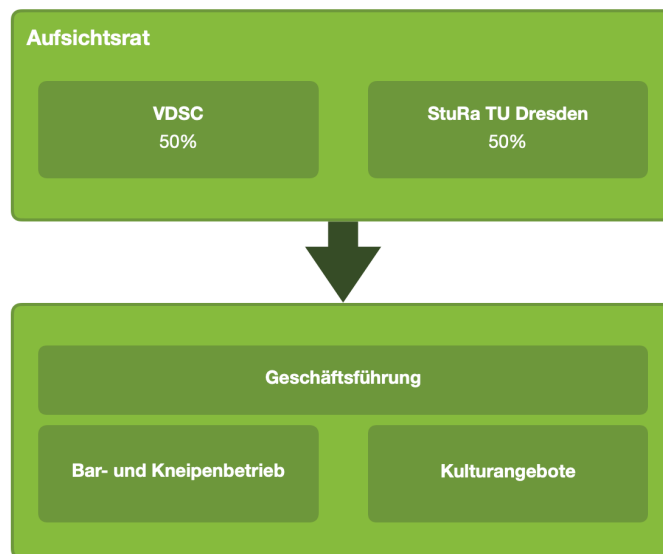 Aufsichtsrat
VDSC
50%
StuRa TU Dresden
50%
Geschäftsführung
Bar- und Kneipenbetrieb
Kulturangebote